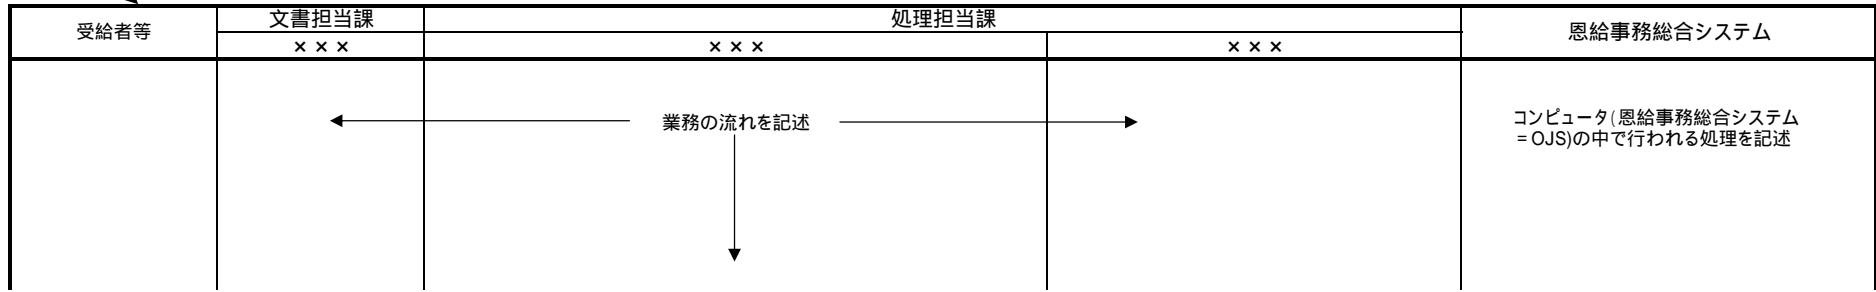 受給者等
文書担当課
処理担当課
恩給事務総合システム
×××
×××
×××
業務の流れを記述
コンピュータ(恩給事務総合システム
=OJS)の中で行われる処理を記述